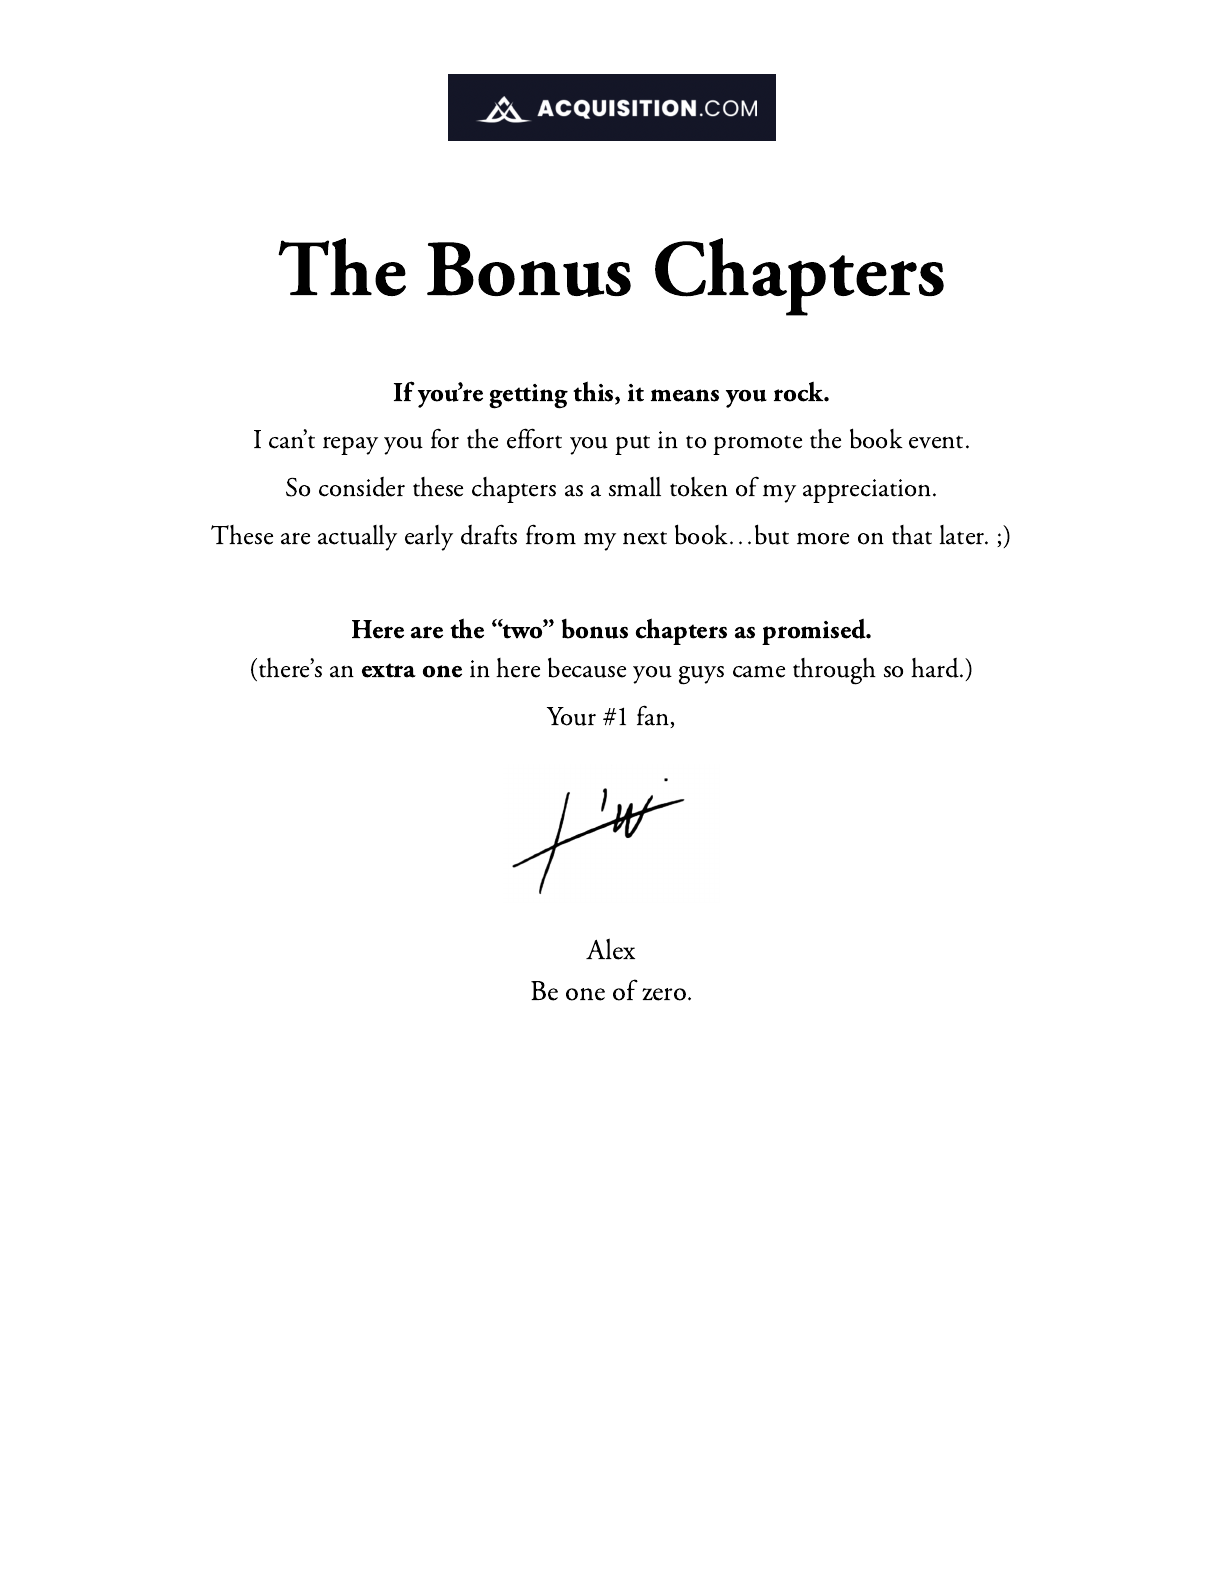 ACQUISITION.COM
The Bonus Chapters
If you’re getting this, it means you rock.
I can’t repay you for the effort you put in to promote the book event.
So consider these chapters as a small token of my appreciation.
These are actually early drafts from my next book…but more on that later. ;)
Here are the “two” bonus chapters as promised.
(there’s an extra one in here because you guys came through so hard.)
Your #1 fan,
Alex
Be one of zero.